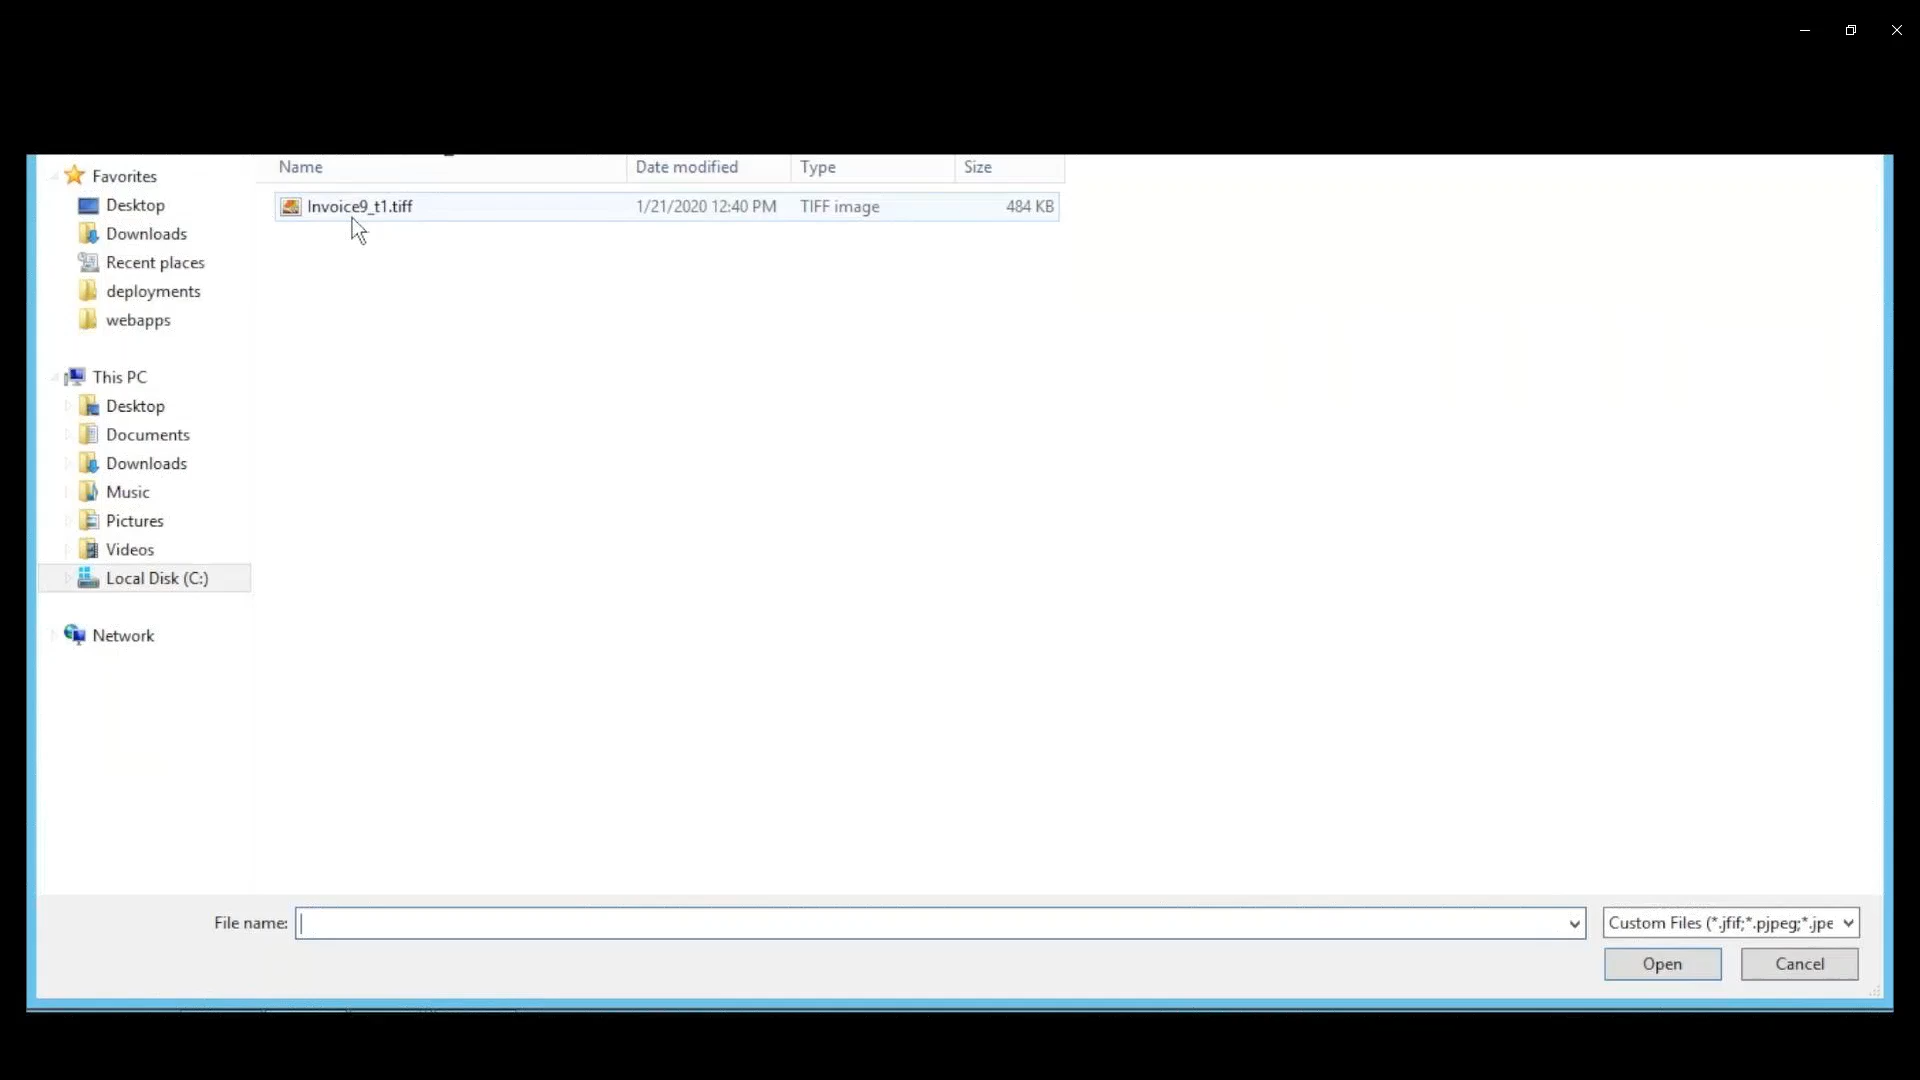 Name Date modified Type Size
Favorites
Invoice9_t1.tiff 1/21/2020 12:40 PM TIFF image 484 KB
Desktop
Downloads
Recent places
deployments
webapps
This PC
Desktop
Documents
Downloads
Music
Pictures
Videos
Local Disk (C:)
Network
File name: Custom Files (*.jfif;*.pjpeg;*.jpe
Open Cancel